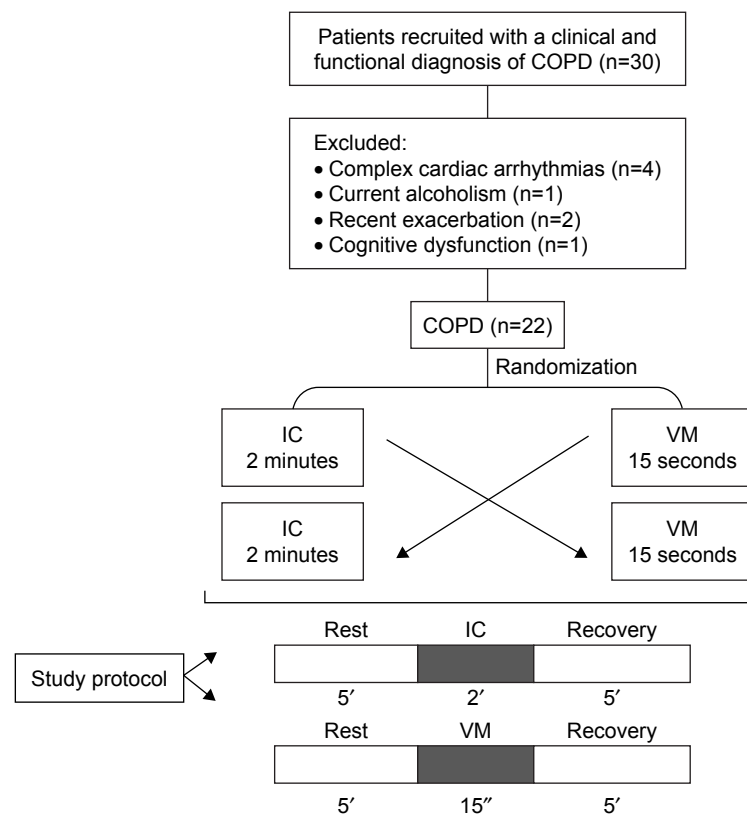 Patients recruited with a clinical and
functional diagnosis of COPD (n=30)
Excluded:
• Complex cardiac arrhythmias (n=4)
• Current alcoholism (n=1)
• Recent exacerbation (n=2)
• Cognitive dysfunction (n=1)
COPD (n=22)
Randomization
IC
2 minutes
VM
15 seconds
IC
2 minutes
VM
15 seconds
Study protocol
Rest IC Recovery
5′ 2′ 5′
Rest VM Recovery
5′ 15″ 5′